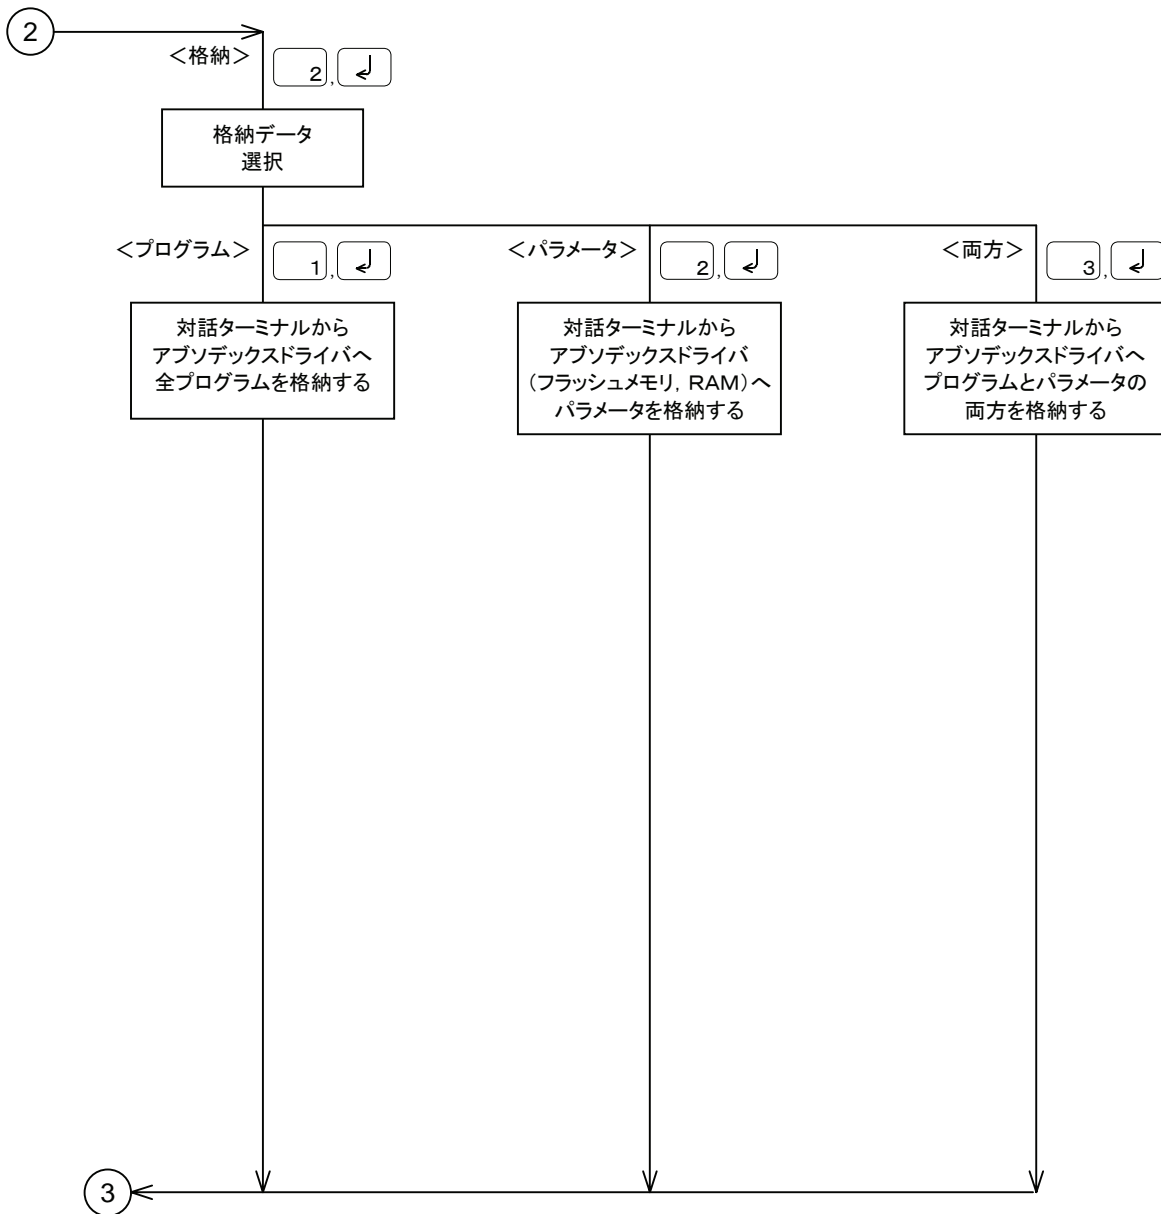 2
<格納>
2,
格納データ
選択
<プログラム>
1,
<パラメータ>
2,
<両方>
3,
対話ターミナルから
アブソデックスドライバへ
全プログラムを格納する
対話ターミナルから
アブソデックスドライバ
(フラッシュメモリ, RAM)へ
パラメータを格納する
対話ターミナルから
アブソデックスドライバへ
プログラムとパラメータの
両方を格納する
3